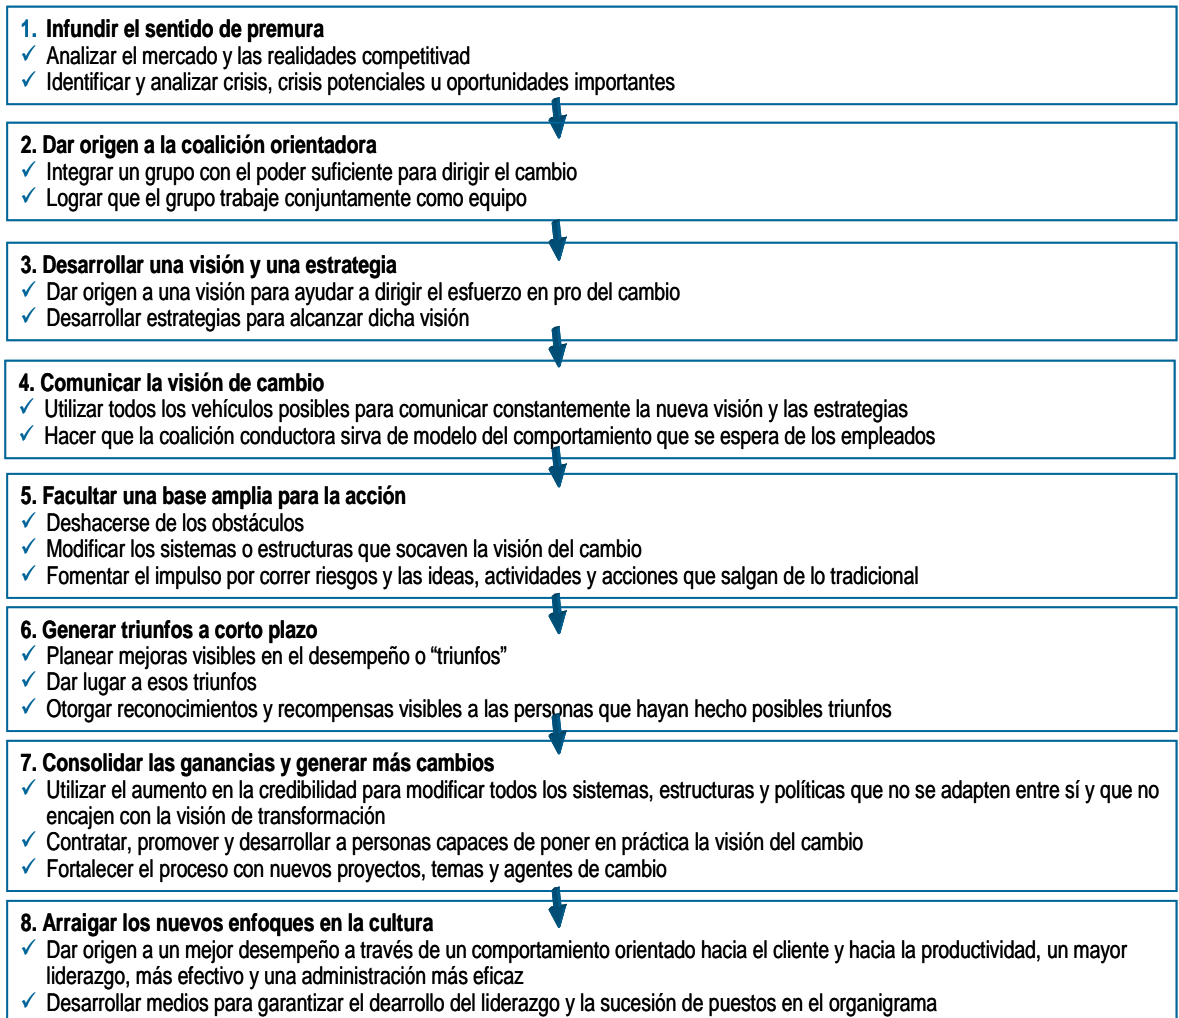 1. Infundir el sentido de premura
✓ Analizar el mercado y las realidades competitivad
✓ Identificar y analizar crisis, crisis potenciales u oportunidades importantes
2. Dar origen a la coalición orientadora
✓ Integrar un grupo con el poder suficiente para dirigir el cambio
✓ Lograr que el grupo trabaje conjuntamente como equipo
3. Desarrollar una visión y una estrategia
✓ Dar origen a una visión para ayudar a dirigir el esfuerzo en pro del cambio
✓ Desarrollar estrategias para alcanzar dicha visión
4. Comunicar la visión de cambio
✓ Utilizar todos los vehículos posibles para comunicar constantemente la nueva visión y las estrategias
✓ Hacer que la coalición conductora sirva de modelo del comportamiento que se espera de los empleados
5. Facultar una base amplia para la acción
✓ Deshacerse de los obstáculos
✓ Modificar los sistemas o estructuras que socaven la visión del cambio
✓ Fomentar el impulso por correr riesgos y las ideas, actividades y acciones que salgan de lo tradicional
6. Generar triunfos a corto plazo
✓ Planear mejoras visibles en el desempeño o “triunfos”
✓ Dar lugar a esos triunfos
✓ Otorgar reconocimientos y recompensas visibles a las personas que hayan hecho posibles triunfos
7. Consolidar las ganancias y generar más cambios
✓ Utilizar el aumento en la credibilidad para modificar todos los sistemas, estructuras y políticas que no se adapten entre sí y que no
encajen con la visión de transformación
✓ Contratar, promover y desarrollar a personas capaces de poner en práctica la visión del cambio
✓ Fortalecer el proceso con nuevos proyectos, temas y agentes de cambio
8. Arraigar los nuevos enfoques en la cultura
✓ Dar origen a un mejor desempeño a través de un comportamiento orientado hacia el cliente y hacia la productividad, un mayor
liderazgo, más efectivo y una administración más eficaz
✓ Desarrollar medios para garantizar el dearrollo del liderazgo y la sucesión de puestos en el organigrama